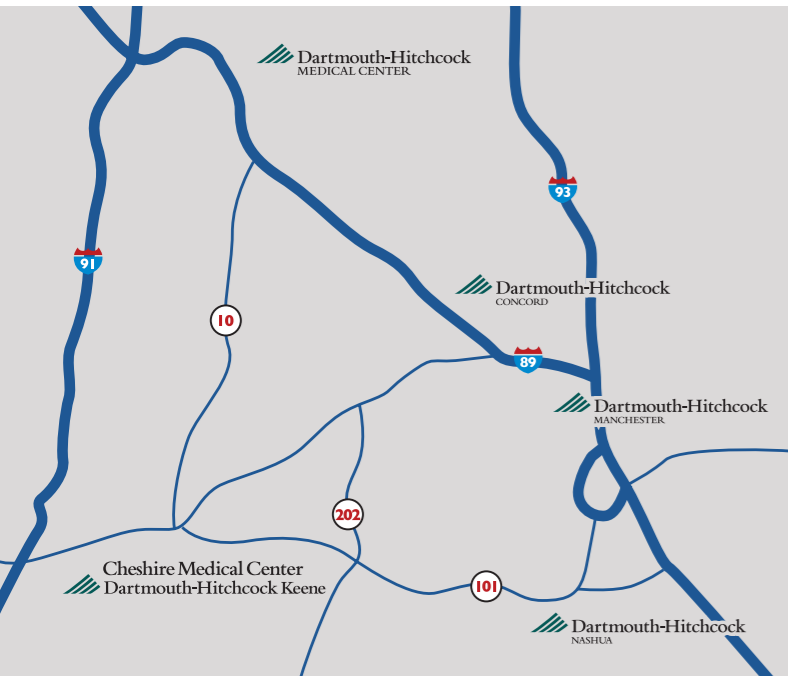 Dartmouth-Hitchcock
MEDICAL CENTER
93
91
Dartmouth-Hitchcock
CONCORD
10
89
Dartmouth-Hitchcock
MANCHESTER
202
Cheshire Medical Center
Dartmouth-Hitchcock Keene
101
Dartmouth-Hitchcock
NASHUA